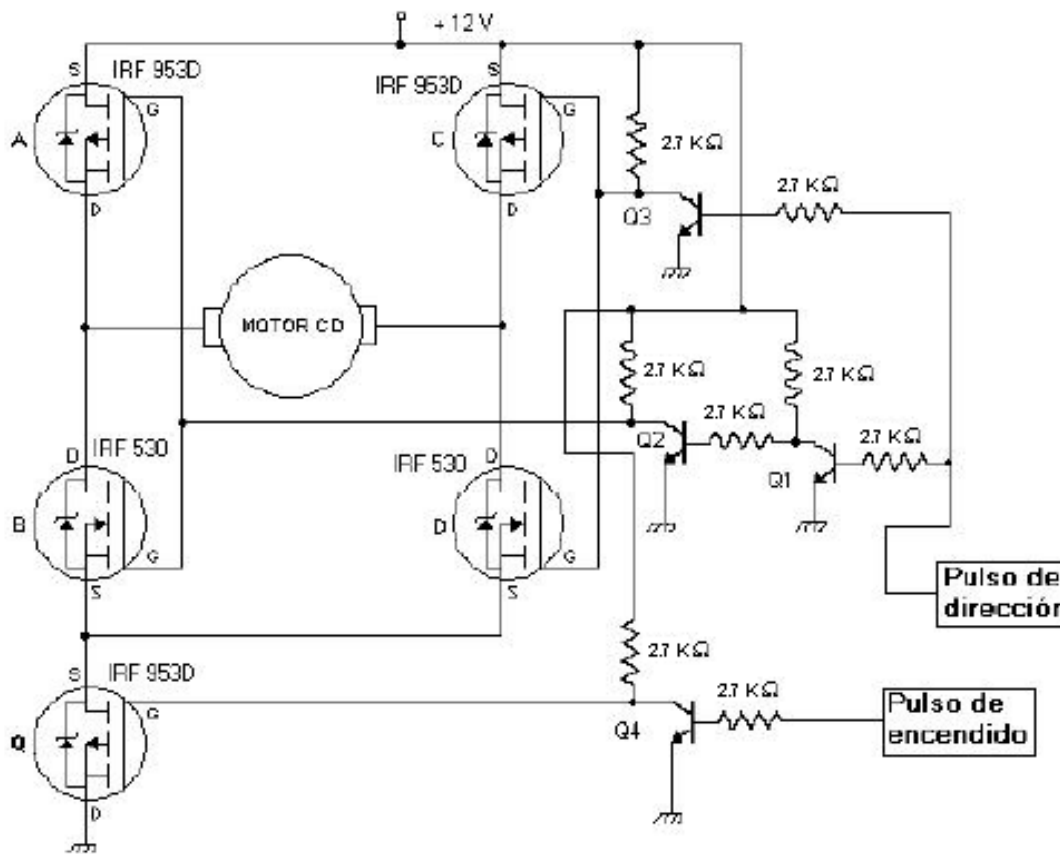 + 12 V
S
IRF 953D
G
A
D
S
IRF 953D
G
C
D
2.7 KΩ
Q3
2.7 KΩ
MOTOR CD
2.7 KΩ
2.7 KΩ
D
IRF 530
B
G
S
D
IRF 530
D
G
S
Q2
2.7 KΩ
Q1
2.7 KΩ
Pulso de
dirección
S
IRF 953D
G
Q
D
2.7 KΩ
Q4
2.7 KΩ
Pulso de
encendido